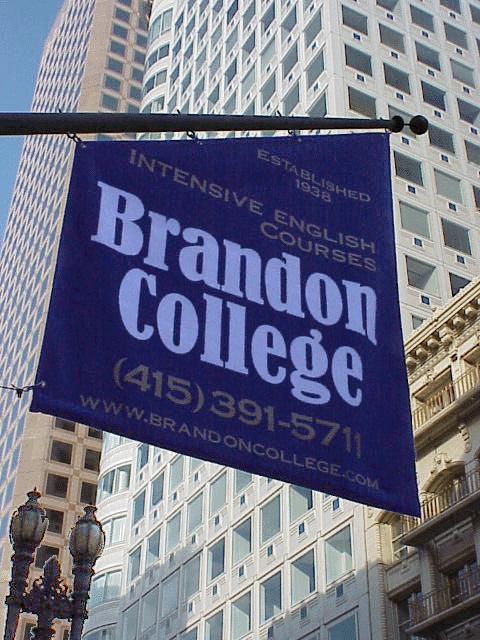 ESTABLISHED
1938
INTENSIVE ENGLISH
COURSES
Brandon
College
(415) 391-5711
WWW.BRANDONCOLLEGE.COM